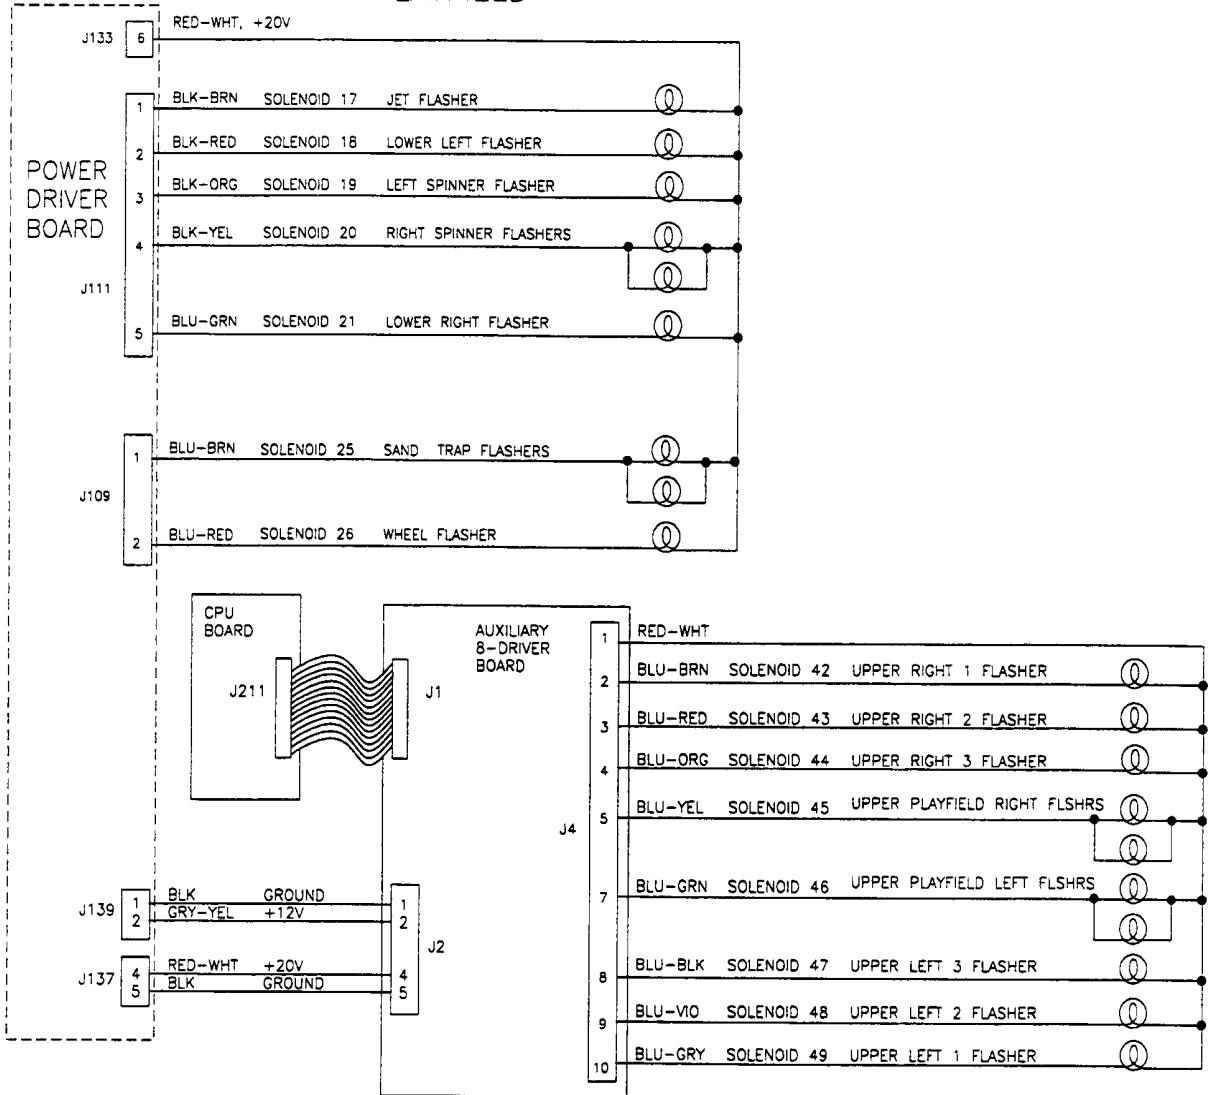 J133 6 RED-WHT, +20V
POWER
DRIVER
BOARD
J111
1 BLK-BRN SOLENOID 17 JET FLASHER
2 BLK-RED SOLENOID 18 LOWER LEFT FLASHER
3 BLK-ORG SOLENOID 19 LEFT SPINNER FLASHER
4 BLK-YEL SOLENOID 20 RIGHT SPINNER FLASHERS
5 BLU-GRN SOLENOID 21 LOWER RIGHT FLASHER
J109
1 BLU-BRN SOLENOID 25 SAND TRAP FLASHERS
2 BLU-RED SOLENOID 26 WHEEL FLASHER
CPU
BOARD
J211
J1
AUXILIARY
8-DRIVER
BOARD
J4
1 RED-WHT
2 BLU-BRN SOLENOID 42 UPPER RIGHT 1 FLASHER
3 BLU-RED SOLENOID 43 UPPER RIGHT 2 FLASHER
4 BLU-ORG SOLENOID 44 UPPER RIGHT 3 FLASHER
5 BLU-YEL SOLENOID 45 UPPER PLAYFIELD RIGHT FLSHRS
7 BLU-GRN SOLENOID 46 UPPER PLAYFIELD LEFT FLSHRS
8 BLU-BLK SOLENOID 47 UPPER LEFT 3 FLASHER
9 BLU-VIO SOLENOID 48 UPPER LEFT 2 FLASHER
10 BLU-GRY SOLENOID 49 UPPER LEFT 1 FLASHER
J139 1 BLK GROUND 1
2 GRY-YEL +12V 2
J2
J137 4 RED-WHT +20V 4
5 BLK GROUND 5